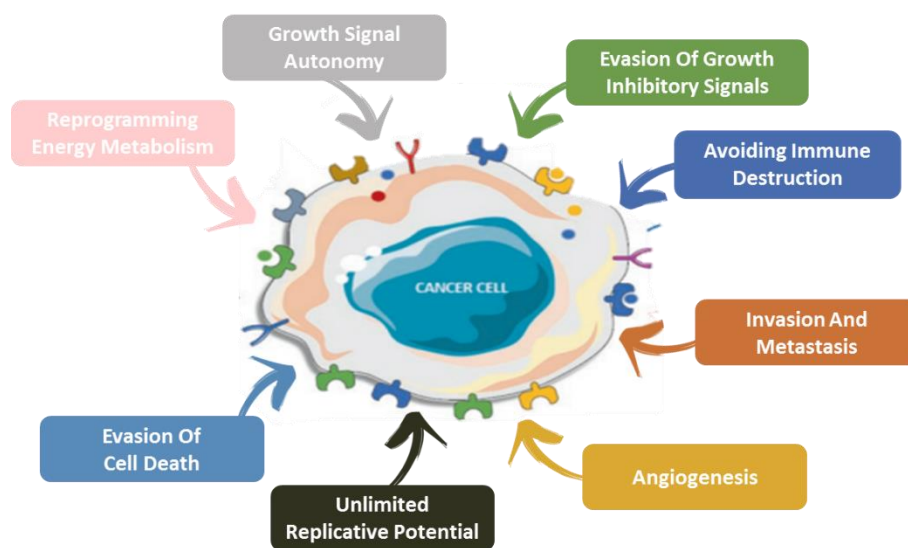 Growth Signal
Autonomy
Evasion Of Growth
Inhibitory Signals
Reprogramming
Energy Metabolism
Avoiding Immune
Destruction
CANCER CELL
Invasion And
Metastasis
Evasion Of
Cell Death
Angiogenesis
Unlimited
Replicative Potential